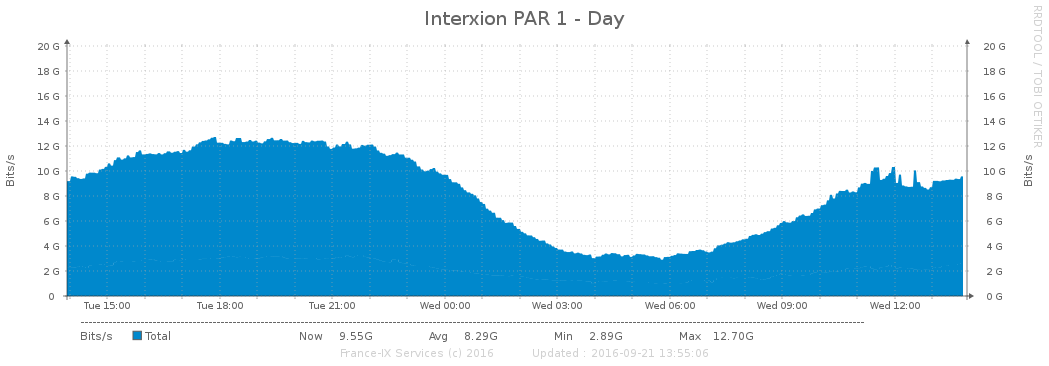 Interxion PAR 1 - Day
RRDTOOL / TOBI OETIKER
Bits/s
Bits/s
20 G 20 G
18 G 18 G
16 G 16 G
14 G 14 G
12 G 12 G
10 G 10 G
8 G 8 G
6 G 6 G
4 G 4 G
2 G 2 G
0 0 G
Tue 15:00 Tue 18:00 Tue 21:00 Wed 00:00 Wed 03:00 Wed 06:00 Wed 09:00 Wed 12:00
Bits/s Total Now 9.55G Avg 8.29G Min 2.89G Max 12.70G
France-IX Services (c) 2016 Updated : 2016-09-21 13:55:06